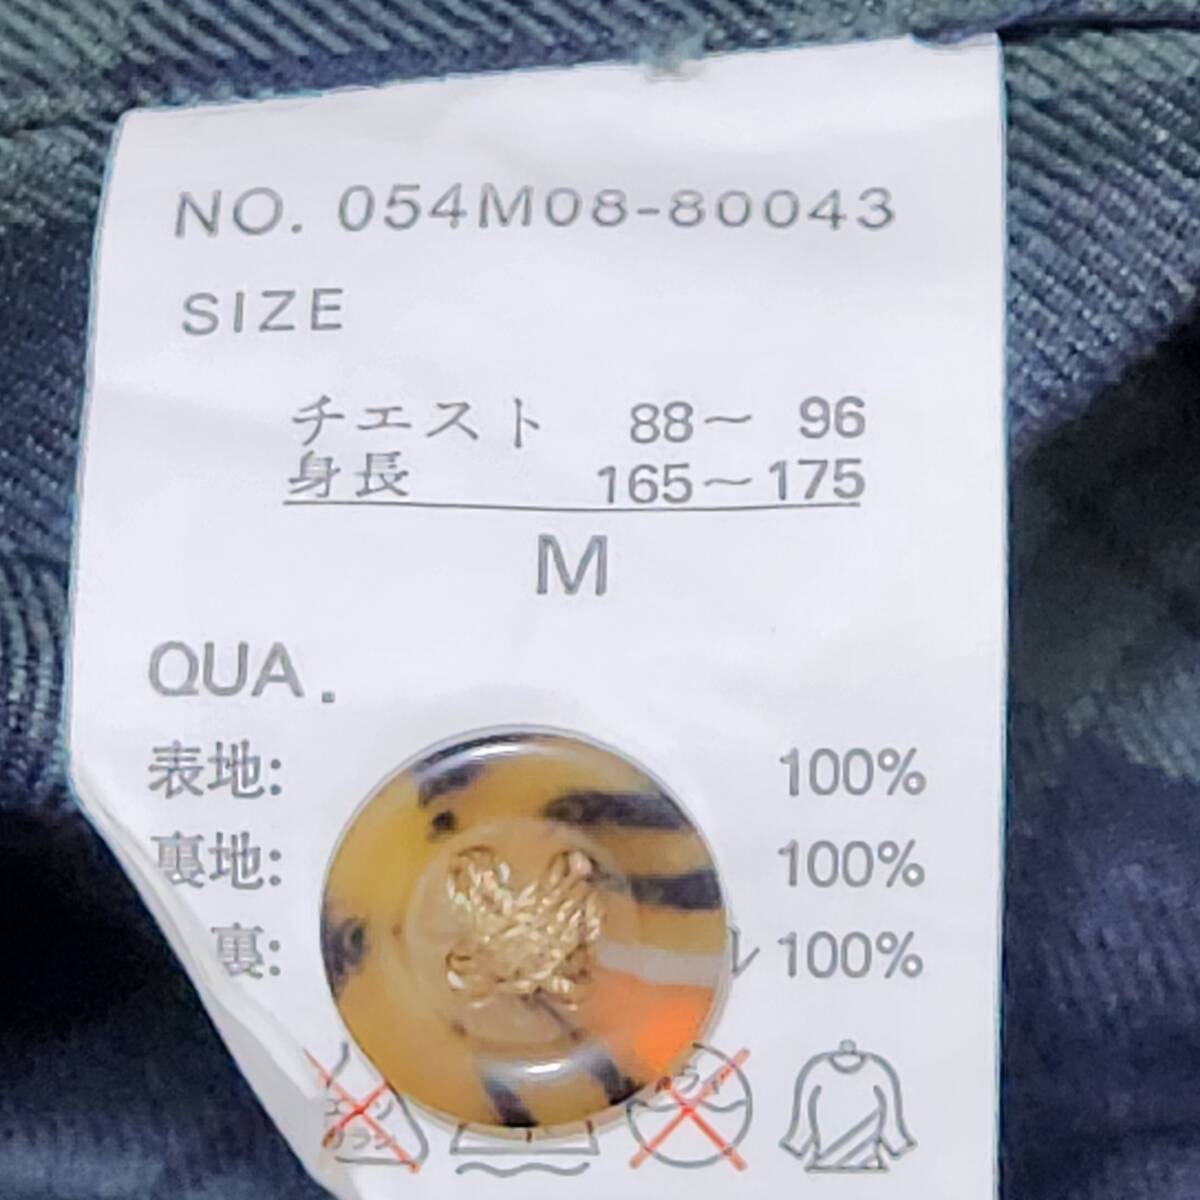 NO. 054M08-80043
SIZE
チエスト 88〜 96
身長 165〜175
M
QUA.
表地: 100%
裏地: 100%
裏: ル 100%